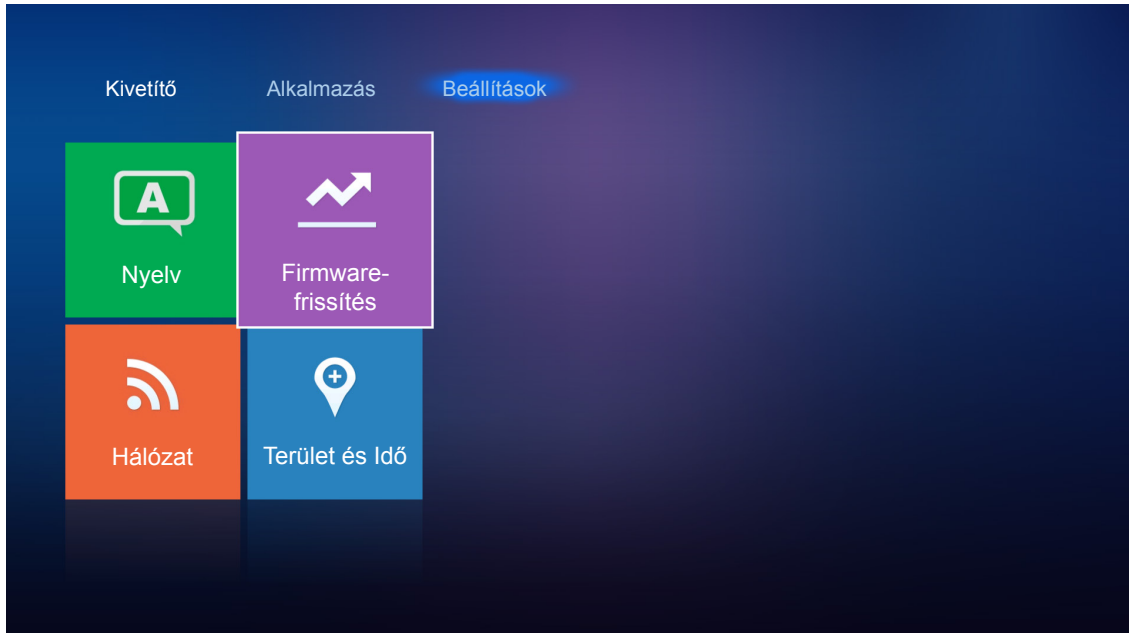 Kivetítő Alkalmazás Beállítások
A
Nyelv
Firmware-
frissítés
Hálózat
Terület és Idő